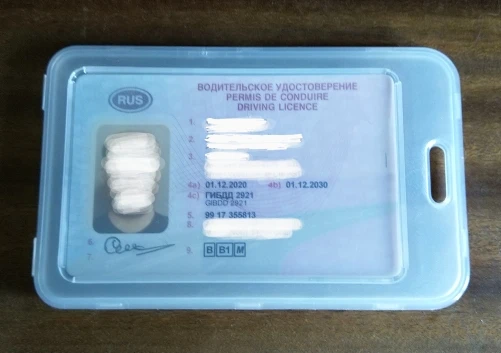 RUS
ВОДИТЕЛЬСКОЕ УДОСТОВЕРЕНИЕ
PERMIS DE CONDUIRE
DRIVING LICENCE
1.
2.
3.
4a) 01.12.2020 4b) 01.12.2030
4c) ГИБДД 2921
GIBDD 2921
5. 99 17 355813
8.
6.
7.
9. B B1 M